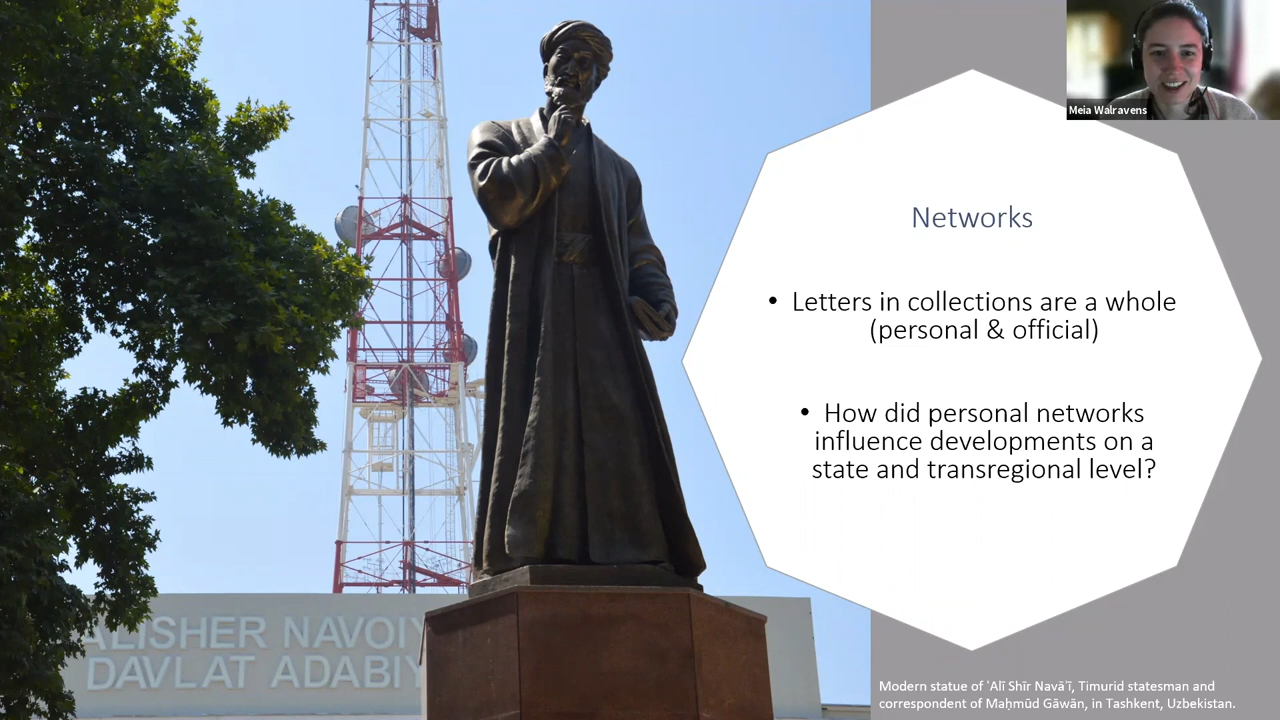 Meia Walravens
Networks
• Letters in collections are a whole
(personal & official)
• How did personal networks
influence developments on a
state and transregional level?
ALISHER NAVOIY
DAVLAT ADABIY
Modern statue of ʿAlī Shīr Navāʾī, Timurid statesman and
correspondent of Maḥmūd Gāwān, in Tashkent, Uzbekistan.